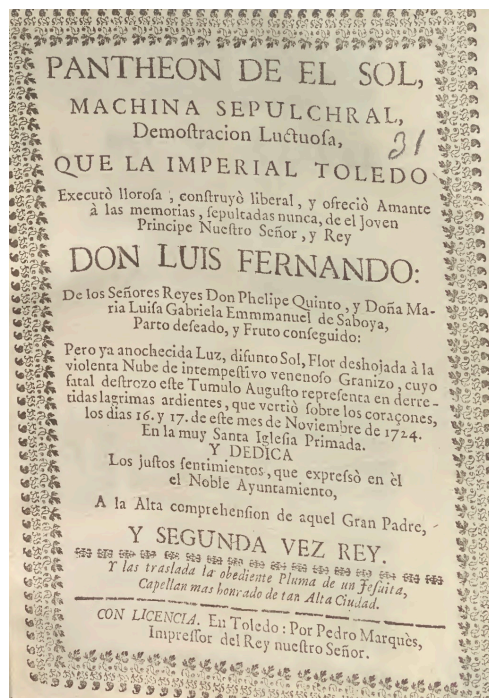 PANTHEON DE EL SOL,
MACHINA SEPULCHRAL,
Demoſtracion Luctuoſa,
31
QUE LA IMPERIAL TOLEDO
Executò lloroſa, conſtruyò liberal, y ofreciò Amante
à las memorias, ſepultadas nunca, de el Joven
Principe Nueſtro Señor, y Rey
DON LUIS FERNANDO:
De los Señores Reyes Don Phelipe Quinto, y Doña Ma-
ria Luiſa Gabriela Emmmanuel de Saboya,
Parto deſeado, y Fruto conſeguido:
Pero ya anochecida Luz, difunto Sol, Flor deshojada à la
violenta Nube de intempeſtivo venenoſo Granizo, cuyo
fatal deſtrozo eſte Tumulo Auguſto repreſenta en derre-
tidas lagrimas ardientes, que vertiò ſobre los coraçones,
los dias 16. y 17. de eſte mes de Noviembre de 1724.
En la muy Santa Igleſia Primada.
Y DEDICA
Los juſtos ſentimientos, que expreſsò en èl
el Noble Ayuntamiento,
A la Alta comprehenſion de aquel Gran Padre,
Y SEGUNDA VEZ REY.
Y las traslada la obediente Pluma de un Jeſuita,
Capellan mas honrado de tan Alta Ciudad.
CON LICENCIA. En Toledo: Por Pedro Marquès,
Impreſſor del Rey nueſtro Señor.